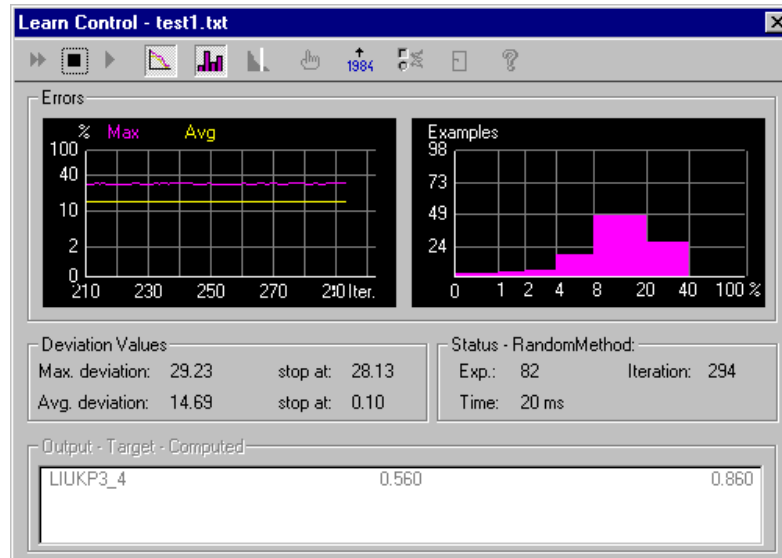 Learn Control - test1.txt
1984
Errors
% Max Avg
100
40
10
2
0
210 230 250 270 Iter.
Examples
98
73
49
24
0 1 2 4 8 20 40 100 %
Deviation Values
Max. deviation: 29.23 stop at: 28.13
Avg. deviation: 14.69 stop at: 0.10
Status - RandomMethod:
Exp.: 82 Iteration: 294
Time: 20 ms
Output - Target - Computed
LIUKP3_4 0.560 0.860